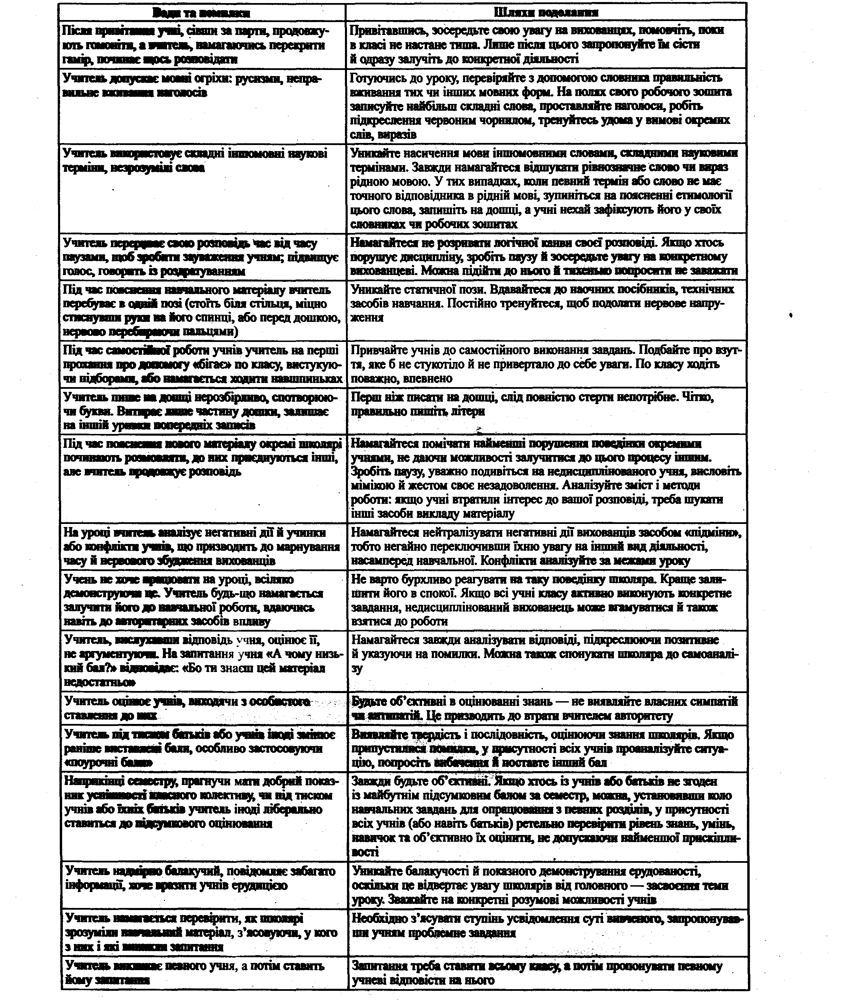 Вади та помилки
Шляхи подолання
Після привітання учні, сівши за парти, продовжу-
ють гомоніти, а вчитель, намагаючись перекрити
гамір, починає щось розповідати
Привітавшись, зосередьте свою увагу на вихованцях, помовчіть, поки
в класі не настане тиша. Лише після цього запропонуйте їм сісти
й одразу залучіть до конкретної діяльності
Учитель допускає мовні огріхи: русизми, непра-
вильне вживання наголосів
Готуючись до уроку, перевіряйте з допомогою словника правильність
вживання тих чи інших мовних форм. На полях свого робочого зошита
записуйте найбільш складні слова, проставляйте наголоси, робіть
підкреслення червоним чорнилом, тренуйтесь удома у вимові окремих
слів, виразів
Учитель використовує складні іншомовні наукові
терміни, незрозумілі слова
Уникайте насичення мови іншомовними словами, складними науковими
термінами. Завжди намагайтеся відшукати рівнозначне слово чи вираз
рідною мовою. У тих випадках, коли певний термін або слово не має
точного відповідника в рідній мові, зупиніться на поясненні етимології
цього слова, запишіть на дошці, а учні нехай зафіксують його у своїх
словниках чи робочих зошитах
Учитель перериває свою розповідь час від часу
паузами, щоб зробити зауваження учням; підвищує
голос, говорить із роздратуванням
Намагайтеся не розривати логічної канви своєї розповіді. Якщо хтось
порушує дисципліну, зробіть паузу й зосередьте увагу на конкретному
вихованцеві. Можна підійти до нього й тихенько попросити не заважати
Під час пояснення навчального матеріалу вчитель
перебуває в одній позі (стоїть біля стільця, міцно
стиснувши руки на його спинці, або перед дошкою,
нервово перебираючи пальцями)
Уникайте статичної пози. Вдавайтеся до наочних посібників, технічних
засобів навчання. Постійно тренуйтеся, щоб подолати нервове напру-
ження
Під час самостійної роботи учнів учитель на перші
прохання про допомогу «бігає» по класу, вистукую-
чи підборами, або намагається ходити навшпиньках
Привчайте учнів до самостійного виконання завдань. Подбайте про взут-
тя, яке б не стукотіло й не привертало до себе уваги. По класу ходіть
поважно, впевнено
Учитель пише на дошці нерозбірливо, спотворюю-
чи букви. Витирає лише частину дошки, залишає
на іншій уривки попередніх записів
Перш ніж писати на дошці, слід повністю стерти непотрібне. Чітко,
правильно пишіть літери
Під час пояснення нового матеріалу окремі школярі
починають розмовляти, до них приєднуються інші,
але вчитель продовжує розповідь
Намагайтеся помічати найменші порушення поведінки окремими
учнями, не даючи можливості залучитися до цього процесу іншим.
Зробіть паузу, уважно подивіться на недисциплінованого учня, висловіть
мімікою й жестом своє незадоволення. Аналізуйте зміст і методи
роботи: якщо учні втратили інтерес до вашої розповіді, треба шукати
інші засоби викладу матеріалу
На уроці вчитель аналізує негативні дії й учинки
або конфлікти учнів, що призводить до марнування
часу й нервового збудження вихованців
Намагайтеся нейтралізувати негативні дії вихованців засобом «підміни»,
тобто негайно переключивши їхню увагу на інший вид діяльності,
насамперед навчальної. Конфлікти аналізуйте за межами уроку
Учень не хоче працювати на уроці, всіляко
демонструючи це. Учитель будь-що намагається
залучити його до навчальної роботи, вдаючись
навіть до авторитарних засобів впливу
Не варто бурхливо реагувати на таку поведінку школяра. Краще зали-
шити його в спокої. Якщо всі учні класу активно виконують конкретне
завдання, недисциплінований вихованець може вгамуватися й також
взятися до роботи
Учитель, вислухавши відповідь учня, оцінює її,
не аргументуючи. На запитання учня «А чому низь-
кий бал?» відповідає: «Бо ти знаєш цей матеріал
недостатньо»
Намагайтеся завжди аналізувати відповіді, підкреслюючи позитивне
й указуючи на помилки. Можна також спонукати школяра до самоаналі-
зу
Учитель оцінює учнів, виходячи з особистого
ставлення до них
Будьте об’єктивні в оцінюванні знань — не виявляйте власних симпатій
чи антипатій. Це призводить до втрати вчителем авторитету
Учитель під тиском батьків або учнів іноді змінює
раніше виставлені бали, особливо застосовуючи
«поурочні бали»
Виявляйте твердість і послідовність, оцінюючи знання школярів. Якщо
припустилися помилки, у присутності всіх учнів проаналізуйте ситуа-
цію, попросіть вибачення й поставте інший бал
Наприкінці семестру, прагнучи мати добрий показ-
ник успішності класного колективу, чи під тиском
учнів або їхніх батьків учитель іноді ліберально
ставиться до підсумкового оцінювання
Завжди будьте об’єктивні. Якщо хтось із учнів або батьків не згоден
із майбутнім підсумковим балом за семестр, можна, установивши коло
навчальних завдань для опрацювання з певних розділів, у присутності
всіх учнів (або навіть батьків) ретельно перевірити рівень знань, умінь,
навичок та об’єктивно їх оцінити, не допускаючи найменшої прискіпли-
вості
Учитель надмірно балакучий, повідомляє забагато
інформації, хоче вразити учнів ерудицією
Уникайте балакучості й показного демонстрування ерудованості,
оскільки це відвертає увагу школярів від головного — засвоєння теми
уроку. Зважайте на конкретні розумові можливості учнів
Учитель намагається перевірити, як школярі
зрозуміли навчальний матеріал, з’ясовуючи, у кого
з них і які виникли запитання
Необхідно з’ясувати ступінь усвідомлення суті вивченого, запропонував-
ши учням проблемне завдання
Учитель викликає певного учня, а потім ставить
йому запитання
Запитання треба ставити всьому класу, а потім пропонувати певному
учневі відповісти на нього